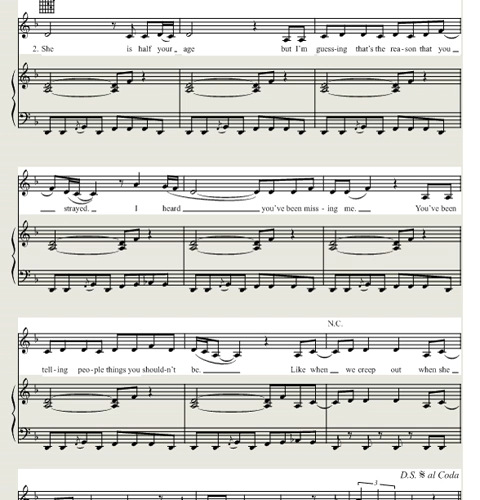 2. She is half your age but I'm guess-ing that's the rea-son that you
strayed. I heard you've been miss-ing me. You've been
N.C.
tell-ing peo-ple things you should-n't be. Like when we creep out when she
D.S. 𝄋 al Coda
3